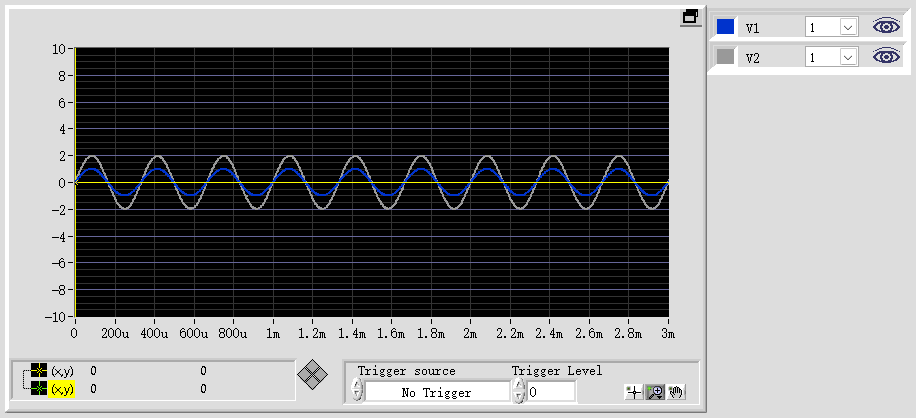 V1 1
V2 1
10
8
6
4
2
0
-2
-4
-6
-8
-10
0 200u 400u 600u 800u 1m 1.2m 1.4m 1.6m 1.8m 2m 2.2m 2.4m 2.6m 2.8m 3m
(x,y) 0 0
(x,y) 0 0
Trigger source Trigger Level
No Trigger 0